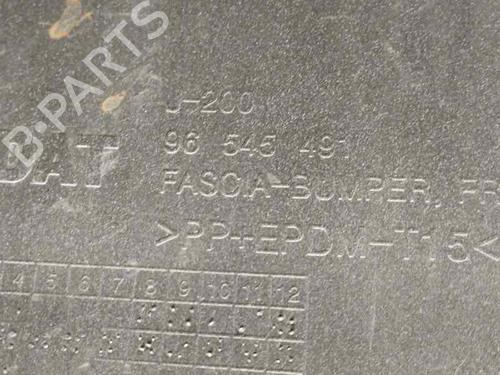 B-PARTS
J-200
96 545 491
DAT
FASCIA-BUMPER, FR
>PP+EPDM-T15<
4 5 6 7 8 9 10 11 12